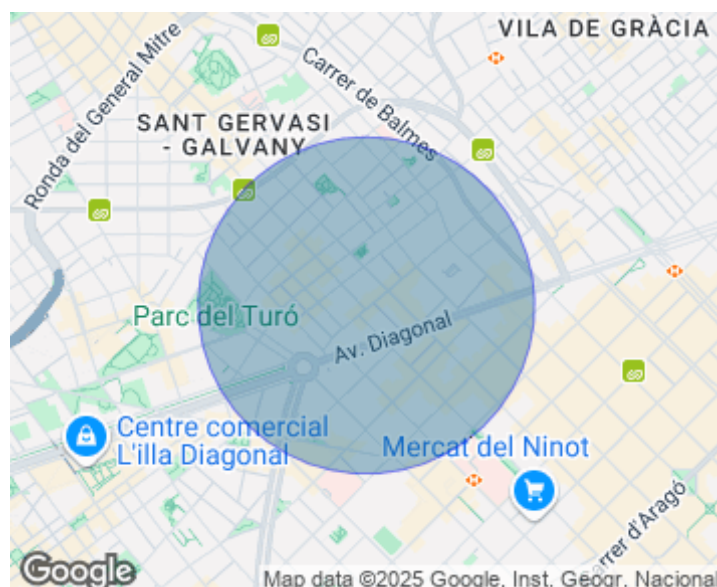 VILA DE GRÀCIA
Ronda del General Mitre
Carrer de Balmes
SANT GERVASI
- GALVANY
Parc del Turó
Av. Diagonal
Centre comercial
L'illa Diagonal
Mercat del Ninot
Carrer d'Aragó
Google
Map data ©2025 Google, Inst. Geogr. Nacional